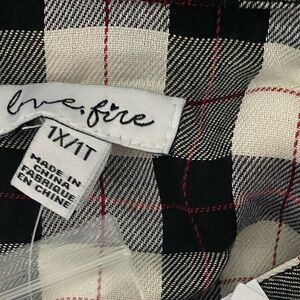 love, fire
1X/1T
MADE IN
CHINA
FABRIQUÉ
EN CHINE